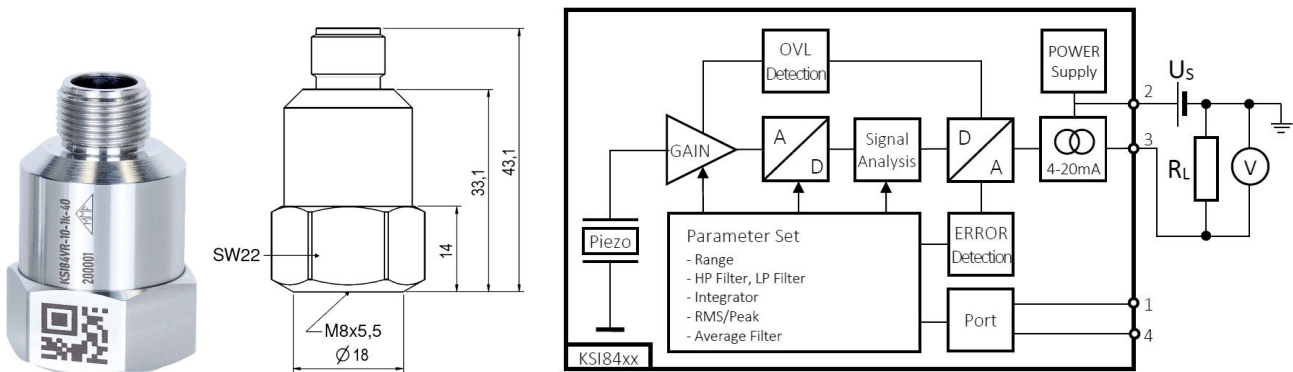 KSI84VR-10-1k-40
200001
SW22
14
33,1
43,1
M8x5,5
Ø 18
OVL
Detection
POWER
Supply
GAIN
A
D
Signal
Analysis
D
A
4-20mA
Piezo
Parameter Set
- Range
- HP Filter, LP Filter
- Integrator
- RMS/Peak
- Average Filter
ERROR
Detection
Port
KSI84xx
2
3
1
4
US
RL
V